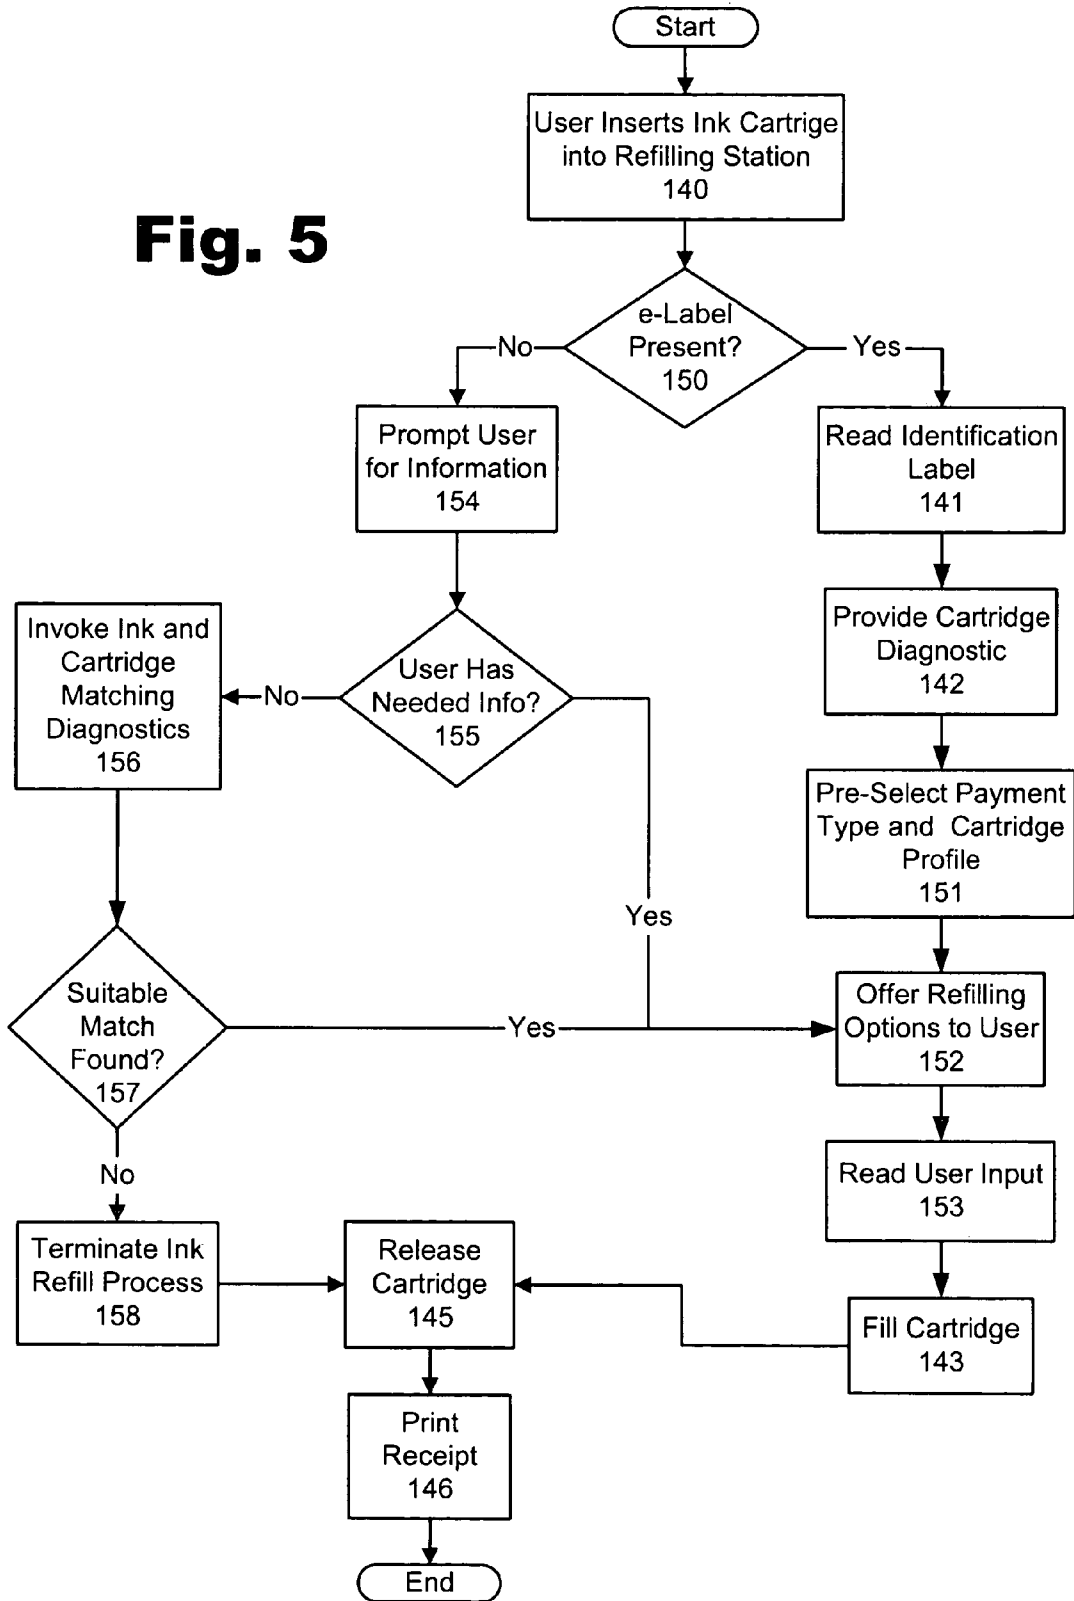 Start
User Inserts Ink Cartrige
into Refilling Station
140
Fig. 5
e-Label
Present?
150
No
Yes
Prompt User
for Information
154
Read Identification
Label
141
Invoke Ink and
Cartridge
Matching
Diagnostics
156
No
User Has
Needed Info?
155
Provide Cartridge
Diagnostic
142
Pre-Select Payment
Type and Cartridge
Profile
151
Yes
Suitable
Match
Found?
157
Yes
Offer Refilling
Options to User
152
No
Read User Input
153
Terminate Ink
Refill Process
158
Release
Cartridge
145
Fill Cartridge
143
Print
Receipt
146
End